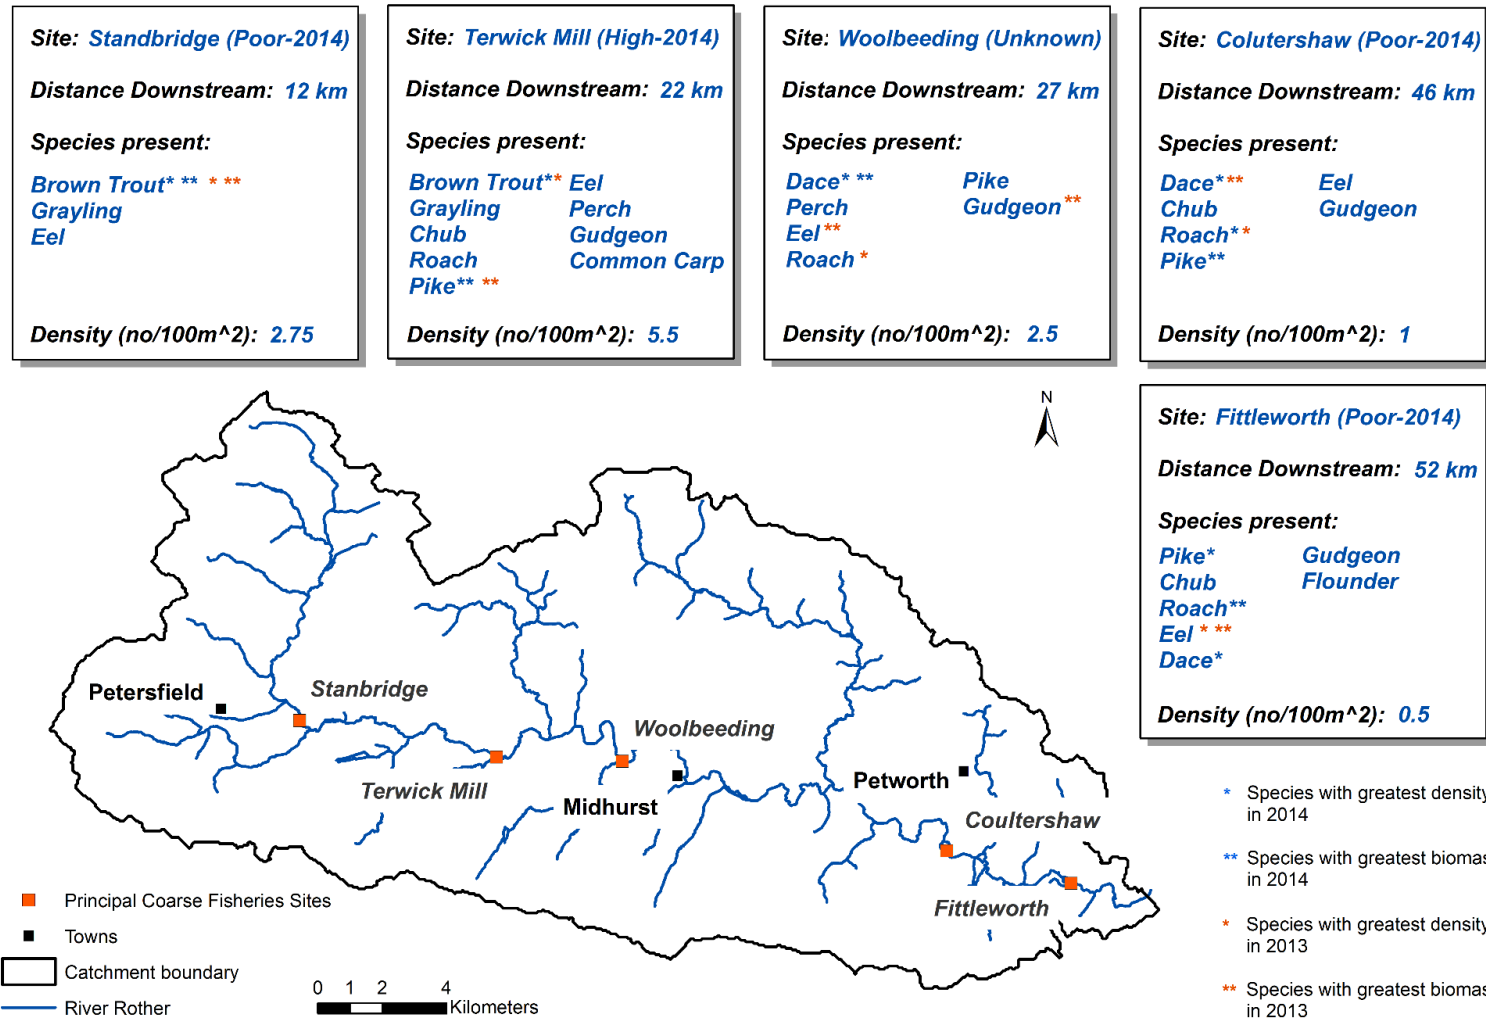 Site: Standbridge (Poor-2014)
Distance Downstream: 12 km
Species present:
Brown Trout* ** * **
Grayling
Eel
Density (no/100m^2): 2.75
Site: Terwick Mill (High-2014)
Distance Downstream: 22 km
Species present:
Brown Trout** Eel
Grayling Perch
Chub Gudgeon
Roach Common Carp
Pike** **
Density (no/100m^2): 5.5
Site: Woolbeeding (Unknown)
Distance Downstream: 27 km
Species present:
Dace* ** Pike
Perch Gudgeon**
Eel**
Roach *
Density (no/100m^2): 2.5
Site: Colutershaw (Poor-2014)
Distance Downstream: 46 km
Species present:
Dace*** Eel
Chub Gudgeon
Roach**
Pike**
Density (no/100m^2): 1
Site: Fittleworth (Poor-2014)
Distance Downstream: 52 km
Species present:
Pike* Gudgeon
Chub Flounder
Roach**
Eel * **
Dace*
Density (no/100m^2): 0.5
N
Petersfield
Stanbridge
Terwick Mill
Woolbeeding
Midhurst
Petworth
Coultershaw
Fittleworth
Principal Coarse Fisheries Sites
Towns
Catchment boundary
River Rother
0 1 2 4
Kilometers
* Species with greatest density
in 2014
** Species with greatest biomas
in 2014
* Species with greatest density
in 2013
** Species with greatest biomas
in 2013